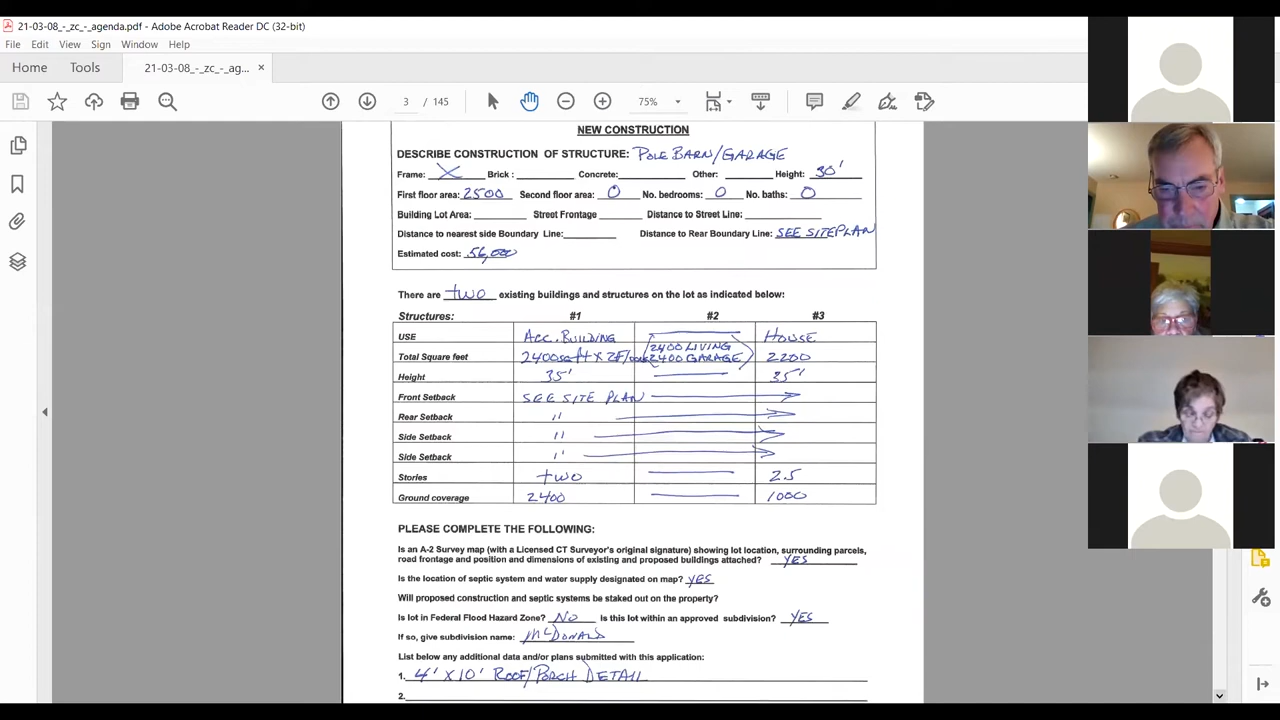 21-03-08_-_zc_-_agenda.pdf - Adobe Acrobat Reader DC (32-bit)
File Edit View Sign Window Help
Home Tools 21-03-08_-_zc_-_ag... ×
3 / 145 75%
NEW CONSTRUCTION
DESCRIBE CONSTRUCTION OF STRUCTURE: POLE BARN/GARAGE
Frame: X Brick : Concrete: Other: Height: 30'
First floor area: 2500 Second floor area: 0 No. bedrooms: 0 No. baths: 0
Building Lot Area: Street Frontage Distance to Street Line:
Distance to nearest side Boundary Line: Distance to Rear Boundary Line: SEE SITE PLAN
Estimated cost: 56,000
There are two existing buildings and structures on the lot as indicated below:
Structures: #1 #2 #3
USE ACC. BUILDING HOUSE
Total Square feet 2400 sqft X 2F/ 2400 LIVING 2400 GARAGE 2200
Height 35' 35'
Front Setback SEE SITE PLAN
Rear Setback "
Side Setback "
Side Setback "
Stories two 2.5
Ground coverage 2400 1000
PLEASE COMPLETE THE FOLLOWING:
Is an A-2 Survey map (with a Licensed CT Surveyor's original signature) showing lot location, surrounding parcels,
road frontage and position and dimensions of existing and proposed buildings attached? YES
Is the location of septic system and water supply designated on map? YES
Will proposed construction and septic systems be staked out on the property?
Is lot in Federal Flood Hazard Zone? NO Is this lot within an approved subdivision? YES
If so, give subdivision name: McDONALD
List below any additional data and/or plans submitted with this application:
1. 4' X 10' ROOF/PORCH DETAIL
2.